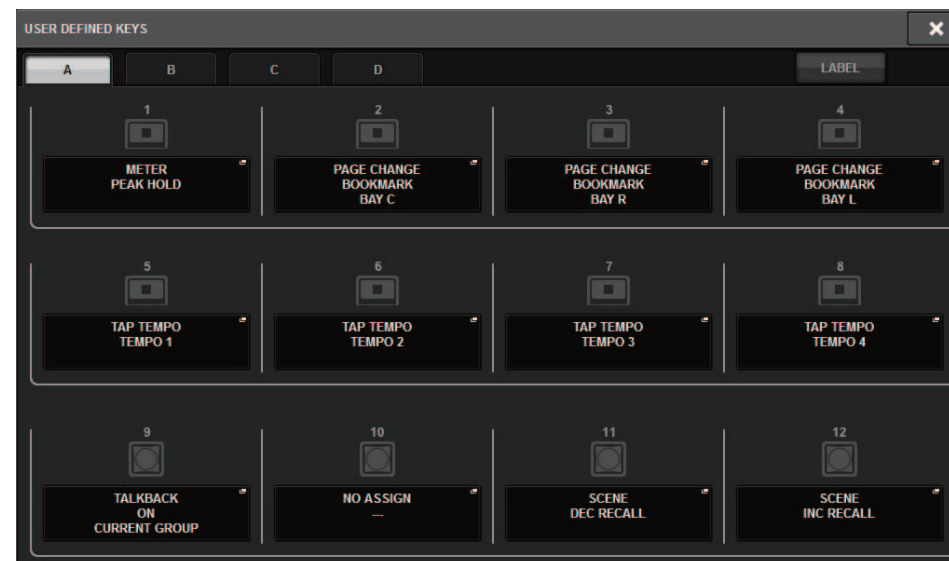 USER DEFINED KEYS
A B C D LABEL
1 2 3 4
METER
PEAK HOLD
PAGE CHANGE
BOOKMARK
BAY C
PAGE CHANGE
BOOKMARK
BAY R
PAGE CHANGE
BOOKMARK
BAY L
5 6 7 8
TAP TEMPO
TEMPO 1
TAP TEMPO
TEMPO 2
TAP TEMPO
TEMPO 3
TAP TEMPO
TEMPO 4
9 10 11 12
TALKBACK
ON
CURRENT GROUP
NO ASSIGN
---
SCENE
DEC RECALL
SCENE
INC RECALL